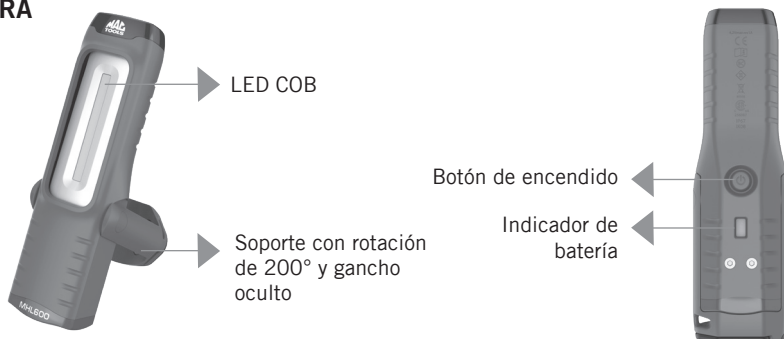 RA
MAC
TOOLS
LED COB
Soporte con rotación
de 200° y gancho
oculto
MHL600
Botón de encendido
Indicador de
batería